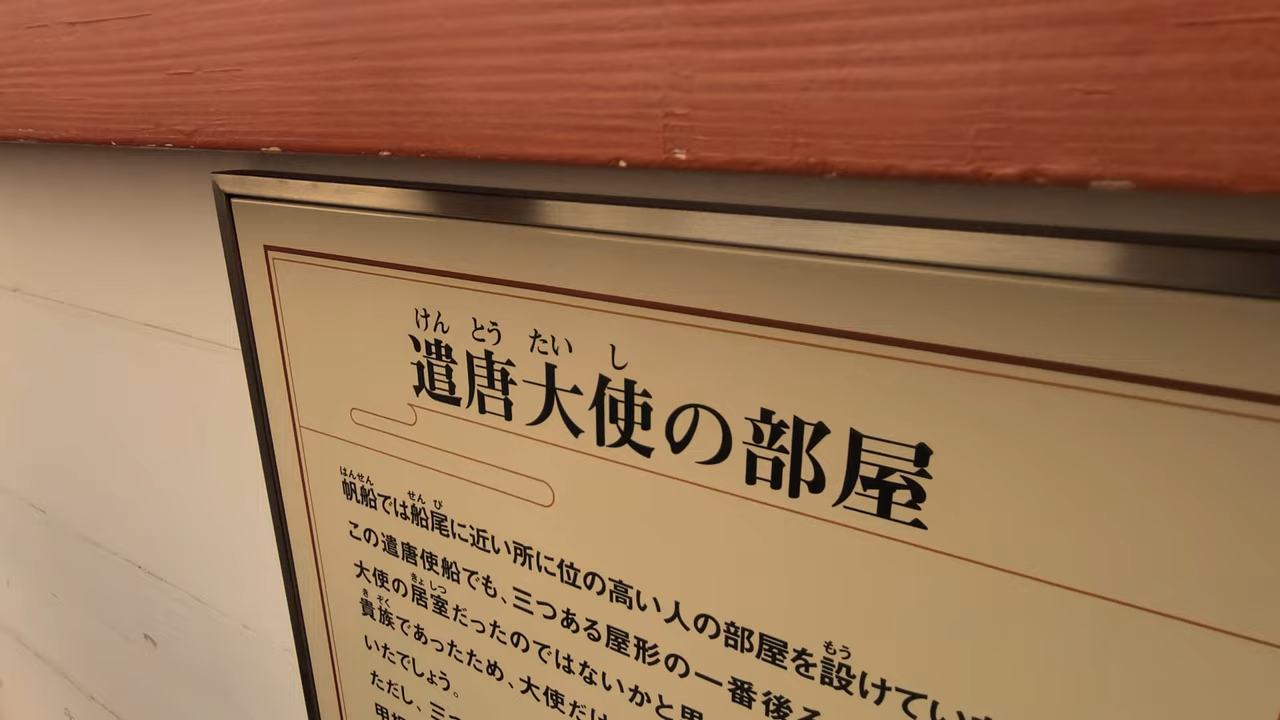 けん とう たい し
遣唐大使の部屋
はんせん せん び
帆船では船尾に近い所に位の高い人の部屋を設けてい
もう
この遣唐使船でも、三つある屋形の一番後
きょ しつ
大使の居室だったのではないかと
き ぞく
貴族であったため、大使だけ
いたでしょう。
ただし、三